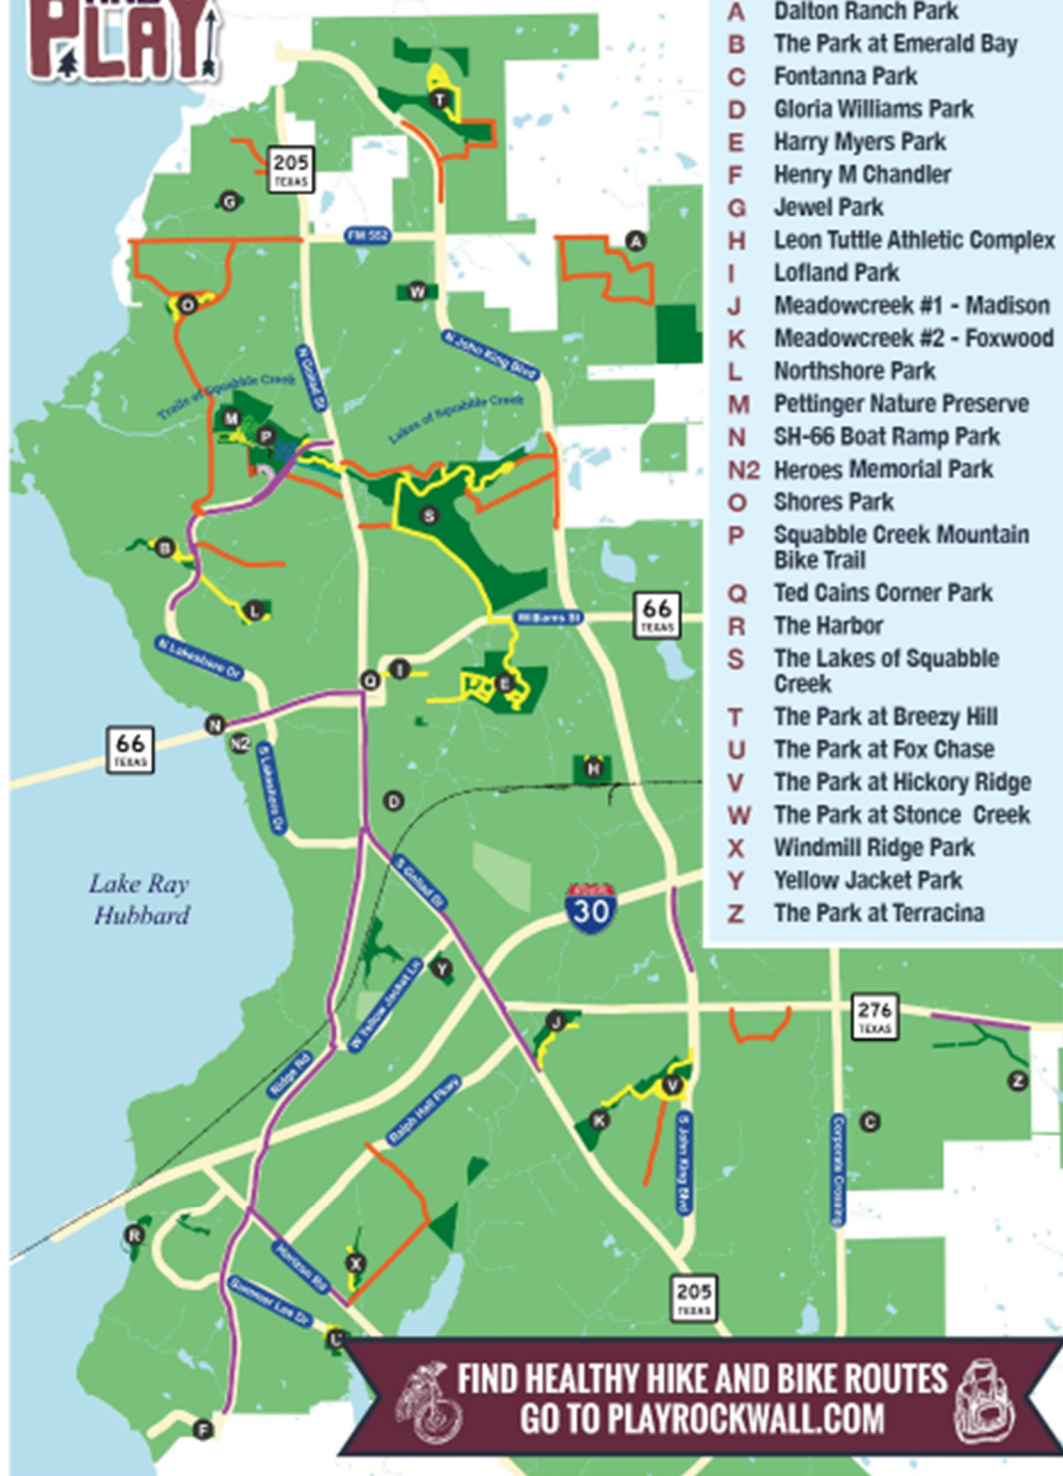 PLAY
A Dalton Ranch Park
B The Park at Emerald Bay
C Fontanna Park
D Gloria Williams Park
E Harry Myers Park
F Henry M Chandler
G Jewel Park
H Leon Tuttle Athletic Complex
I Lofland Park
J Meadowcreek #1 - Madison
K Meadowcreek #2 - Foxwood
L Northshore Park
M Pettinger Nature Preserve
N SH-66 Boat Ramp Park
N2 Heroes Memorial Park
O Shores Park
P Squabble Creek Mountain
Bike Trail
Q Ted Cains Corner Park
R The Harbor
S The Lakes of Squabble
Creek
T The Park at Breezy Hill
U The Park at Fox Chase
V The Park at Hickory Ridge
W The Park at Stonce Creek
X Windmill Ridge Park
Y Yellow Jacket Park
Z The Park at Terracina
T
205
TEXAS
G
FM 552
A
W
O
N John King Blvd
N Goliad St
Trails of Squabble Creek
Lakes of Squabble Creek
M
P
S
B
L
66
TEXAS
Williams St
N Lakeshore Dr
Q
I
E
N
N2
66
TEXAS
S Lakeshore Dr
H
D
S Goliad St
Lake Ray
Hubbard
30
Y
W Yellow Jacket Ln
J
276
TEXAS
Ridge Rd
Z
V
K
C
Ralph Hall Pkwy
S John King Blvd
Corporate Crossing
R
X
Horizon Rd
Summer Lee Dr
205
TEXAS
U
F
FIND HEALTHY HIKE AND BIKE ROUTES
GO TO PLAYROCKWALL.COM